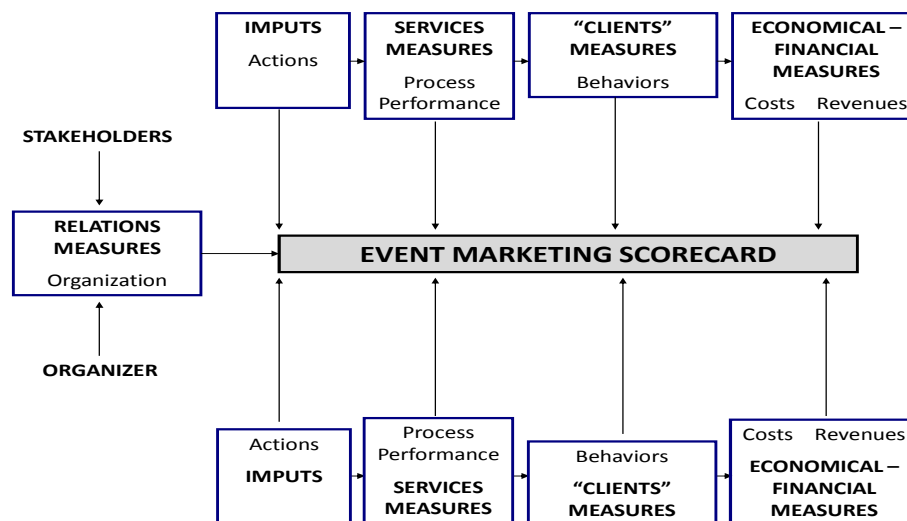 IMPUTS
Actions
SERVICES
MEASURES
Process
Performance
“CLIENTS”
MEASURES
Behaviors
ECONOMICAL –
FINANCIAL
MEASURES
Costs Revenues
STAKEHOLDERS
RELATIONS
MEASURES
Organization
EVENT MARKETING SCORECARD
ORGANIZER
Actions
IMPUTS
Process
Performance
SERVICES
MEASURES
Behaviors
“CLIENTS”
MEASURES
Costs Revenues
ECONOMICAL –
FINANCIAL
MEASURES